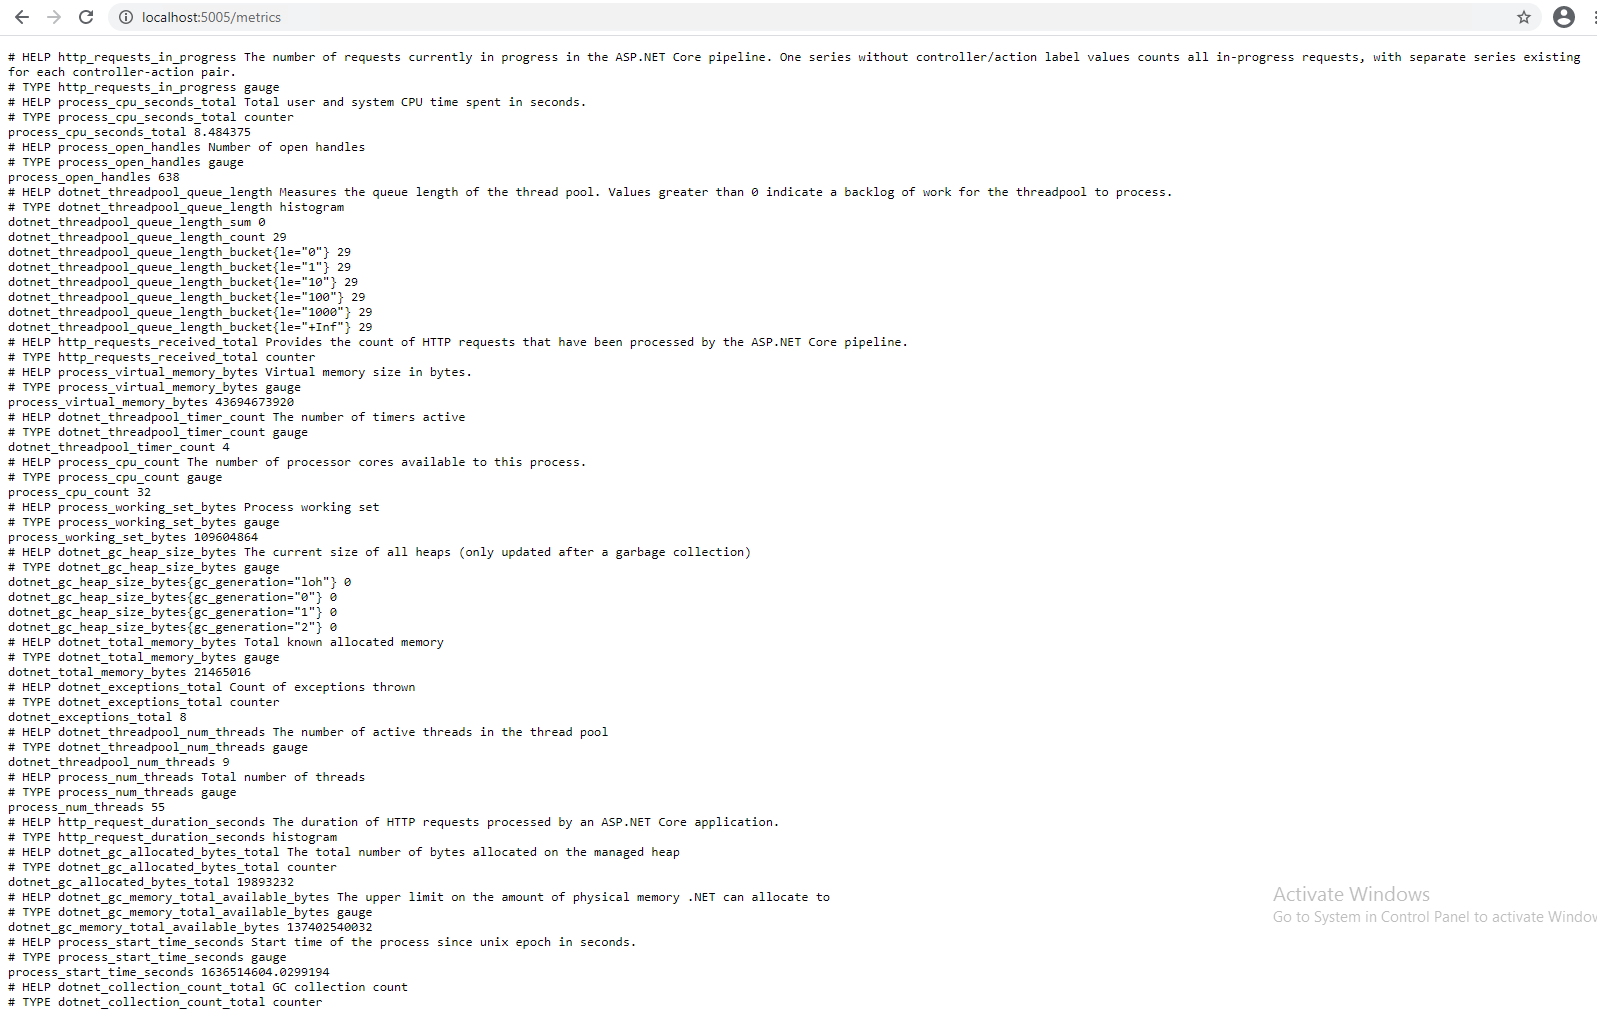 localhost:5005/metrics
# HELP http_requests_in_progress The number of requests currently in progress in the ASP.NET Core pipeline. One series without controller/action label values counts all in-progress requests, with separate series existing
for each controller-action pair.
# TYPE http_requests_in_progress gauge
# HELP process_cpu_seconds_total Total user and system CPU time spent in seconds.
# TYPE process_cpu_seconds_total counter
process_cpu_seconds_total 8.484375
# HELP process_open_handles Number of open handles
# TYPE process_open_handles gauge
process_open_handles 638
# HELP dotnet_threadpool_queue_length Measures the queue length of the thread pool. Values greater than 0 indicate a backlog of work for the threadpool to process.
# TYPE dotnet_threadpool_queue_length histogram
dotnet_threadpool_queue_length_sum 0
dotnet_threadpool_queue_length_count 29
dotnet_threadpool_queue_length_bucket{le="0"} 29
dotnet_threadpool_queue_length_bucket{le="1"} 29
dotnet_threadpool_queue_length_bucket{le="10"} 29
dotnet_threadpool_queue_length_bucket{le="100"} 29
dotnet_threadpool_queue_length_bucket{le="1000"} 29
dotnet_threadpool_queue_length_bucket{le="+Inf"} 29
# HELP http_requests_received_total Provides the count of HTTP requests that have been processed by the ASP.NET Core pipeline.
# TYPE http_requests_received_total counter
# HELP process_virtual_memory_bytes Virtual memory size in bytes.
# TYPE process_virtual_memory_bytes gauge
process_virtual_memory_bytes 43694673920
# HELP dotnet_threadpool_timer_count The number of timers active
# TYPE dotnet_threadpool_timer_count gauge
dotnet_threadpool_timer_count 4
# HELP process_cpu_count The number of processor cores available to this process.
# TYPE process_cpu_count gauge
process_cpu_count 32
# HELP process_working_set_bytes Process working set
# TYPE process_working_set_bytes gauge
process_working_set_bytes 109604864
# HELP dotnet_gc_heap_size_bytes The current size of all heaps (only updated after a garbage collection)
# TYPE dotnet_gc_heap_size_bytes gauge
dotnet_gc_heap_size_bytes{gc_generation="loh"} 0
dotnet_gc_heap_size_bytes{gc_generation="0"} 0
dotnet_gc_heap_size_bytes{gc_generation="1"} 0
dotnet_gc_heap_size_bytes{gc_generation="2"} 0
# HELP dotnet_total_memory_bytes Total known allocated memory
# TYPE dotnet_total_memory_bytes gauge
dotnet_total_memory_bytes 21465016
# HELP dotnet_exceptions_total Count of exceptions thrown
# TYPE dotnet_exceptions_total counter
dotnet_exceptions_total 8
# HELP dotnet_threadpool_num_threads The number of active threads in the thread pool
# TYPE dotnet_threadpool_num_threads gauge
dotnet_threadpool_num_threads 9
# HELP process_num_threads Total number of threads
# TYPE process_num_threads gauge
process_num_threads 55
# HELP http_request_duration_seconds The duration of HTTP requests processed by an ASP.NET Core application.
# TYPE http_request_duration_seconds histogram
# HELP dotnet_gc_allocated_bytes_total The total number of bytes allocated on the managed heap
# TYPE dotnet_gc_allocated_bytes_total counter
dotnet_gc_allocated_bytes_total 19893232
# HELP dotnet_gc_memory_total_available_bytes The upper limit on the amount of physical memory .NET can allocate to
# TYPE dotnet_gc_memory_total_available_bytes gauge
dotnet_gc_memory_total_available_bytes 137402540032
# HELP process_start_time_seconds Start time of the process since unix epoch in seconds.
# TYPE process_start_time_seconds gauge
process_start_time_seconds 1636514604.0299194
# HELP dotnet_collection_count_total GC collection count
# TYPE dotnet_collection_count_total counter
Activate Windows
Go to System in Control Panel to activate Window